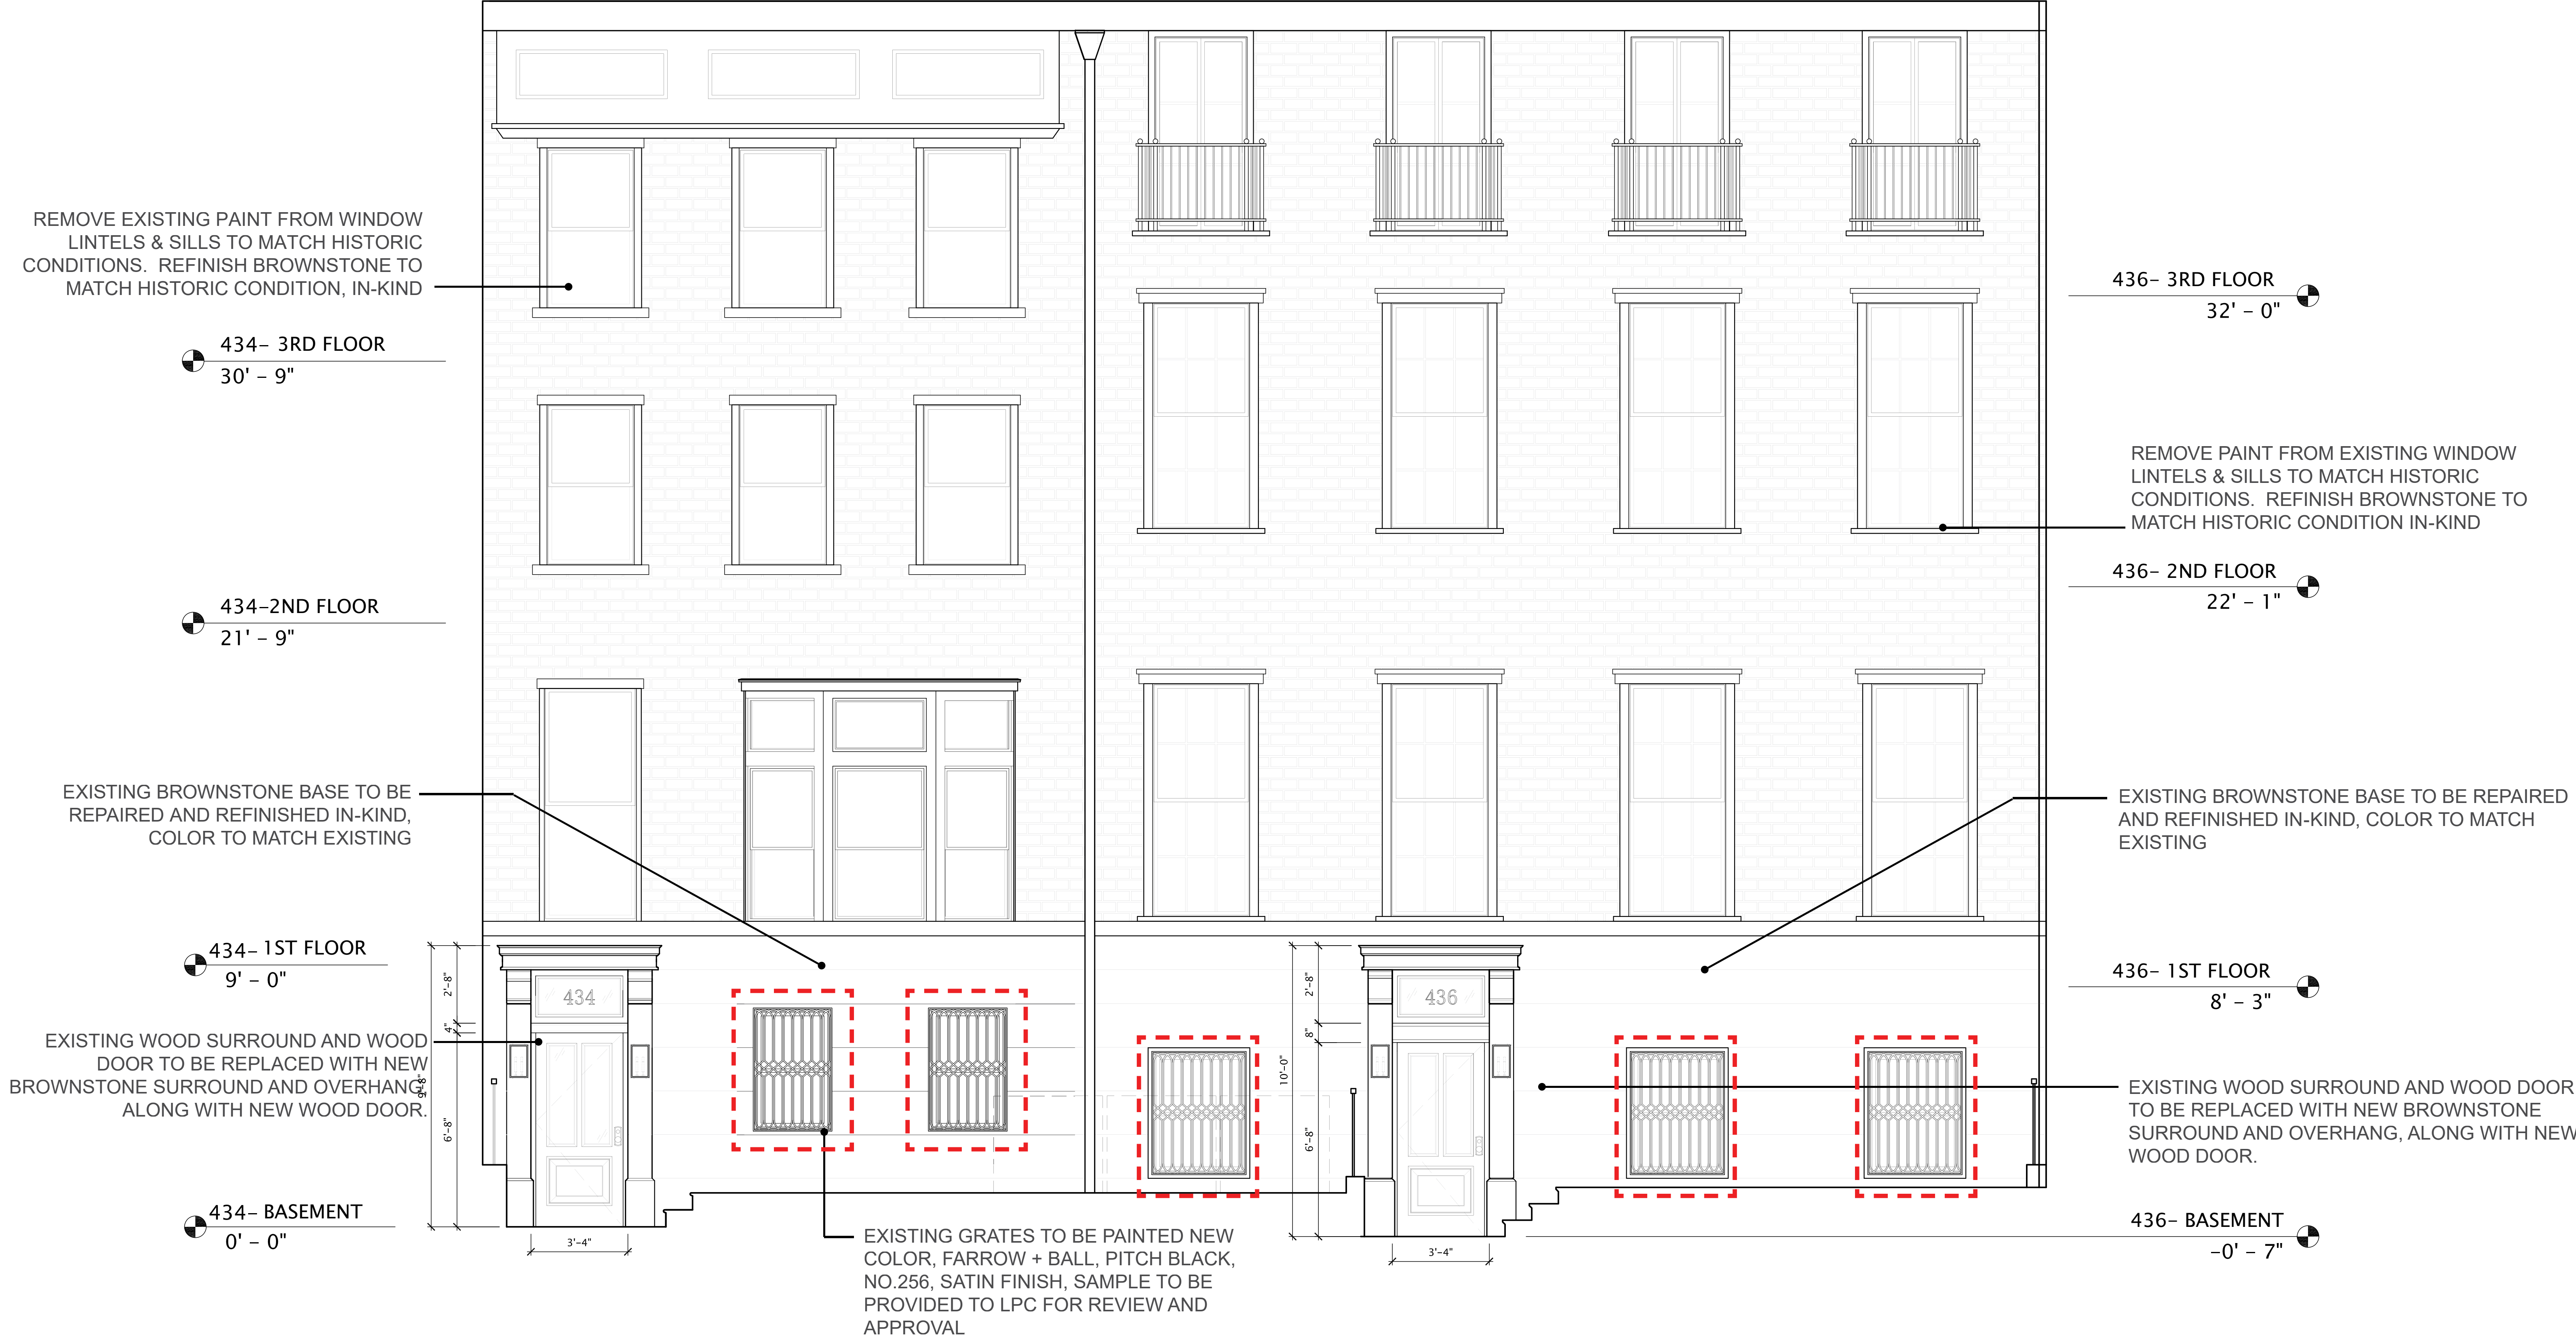 REMOVE EXISTING PAINT FROM WINDOW
LINTELS & SILLS TO MATCH HISTORIC
CONDITIONS.  REFINISH BROWNSTONE TO
MATCH HISTORIC CONDITION, IN-KIND
434- 3RD FLOOR
30' - 9"
434-2ND FLOOR
21' - 9"
EXISTING BROWNSTONE BASE TO BE
REPAIRED AND REFINISHED IN-KIND,
COLOR TO MATCH EXISTING
434- 1ST FLOOR
9' - 0"
EXISTING WOOD SURROUND AND WOOD
DOOR TO BE REPLACED WITH NEW
BROWNSTONE SURROUND AND OVERHANG,
ALONG WITH NEW WOOD DOOR.
434- BASEMENT
0' - 0"
2'-8"
4"
9'-8"
6'-8"
434
3'-4"
EXISTING GRATES TO BE PAINTED NEW
COLOR, FARROW + BALL, PITCH BLACK,
NO.256, SATIN FINISH, SAMPLE TO BE
PROVIDED TO LPC FOR REVIEW AND
APPROVAL
2'-8"
8"
10'-0"
6'-8"
436
3'-4"
436- 3RD FLOOR
32' - 0"
REMOVE PAINT FROM EXISTING WINDOW
LINTELS & SILLS TO MATCH HISTORIC
CONDITIONS.  REFINISH BROWNSTONE TO
MATCH HISTORIC CONDITION IN-KIND
436- 2ND FLOOR
22' - 1"
EXISTING BROWNSTONE BASE TO BE REPAIRED
AND REFINISHED IN-KIND, COLOR TO MATCH
EXISTING
436- 1ST FLOOR
8' - 3"
EXISTING WOOD SURROUND AND WOOD DOOR
TO BE REPLACED WITH NEW BROWNSTONE
SURROUND AND OVERHANG, ALONG WITH NEW
WOOD DOOR.
436- BASEMENT
-0' - 7"